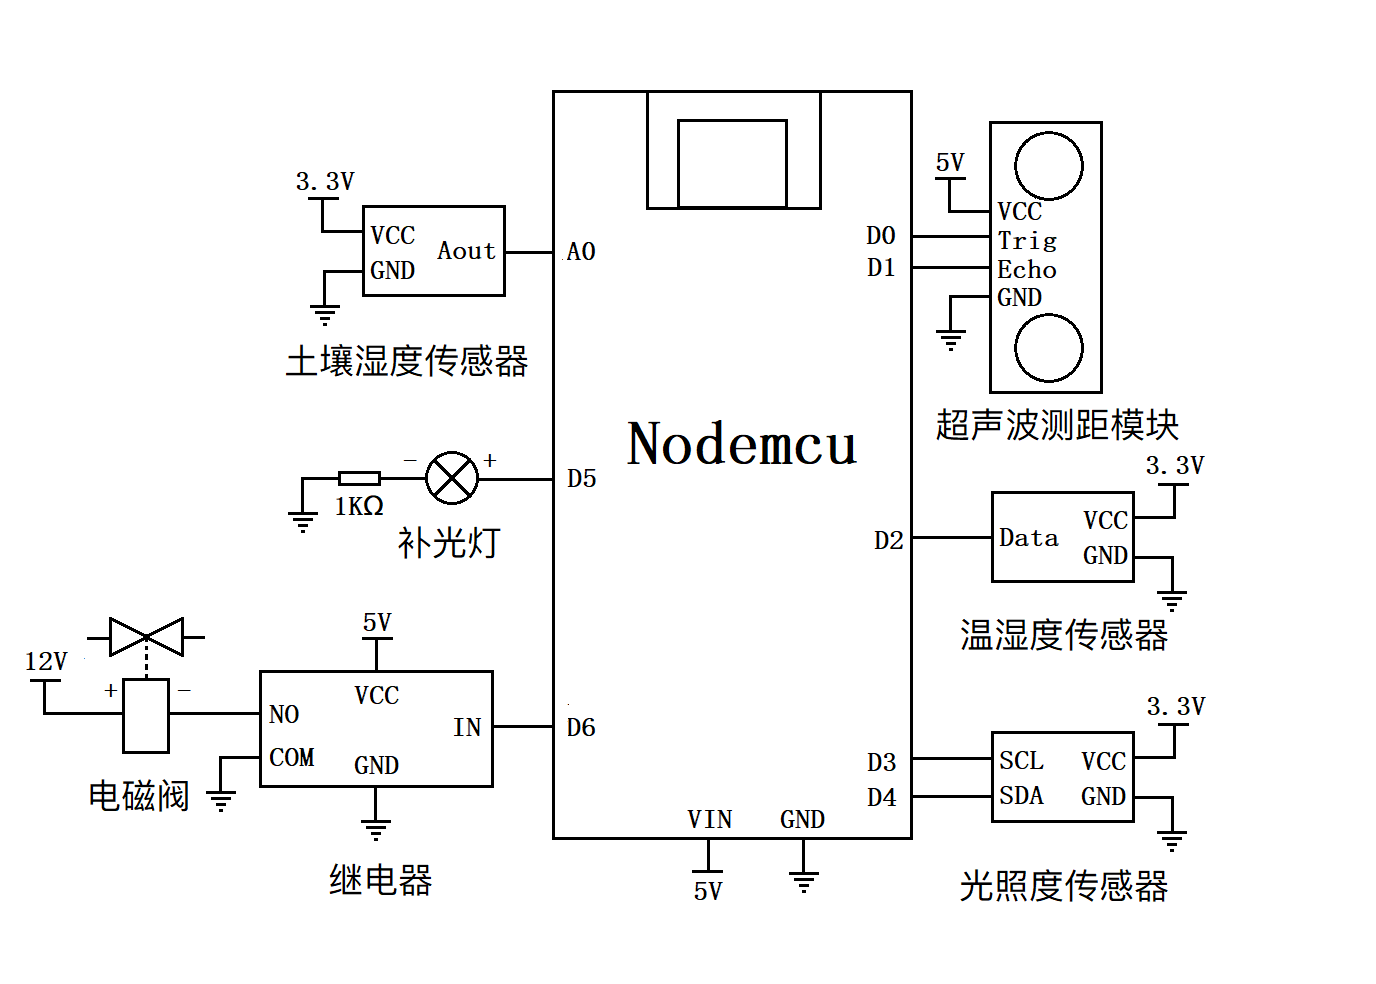 3.3V
VCC
GND
Aout
土壤湿度传感器
A0
- +
1KΩ
补光灯
D5
12V
+ -
电磁阀
5V
NO
COM
VCC
GND
IN
继电器
D6
Nodemcu
VIN
GND
5V
D0
D1
5V
VCC
Trig
Echo
GND
超声波测距模块
D2
Data
VCC
GND
3.3V
温湿度传感器
D3
D4
SCL
SDA
VCC
GND
3.3V
光照度传感器